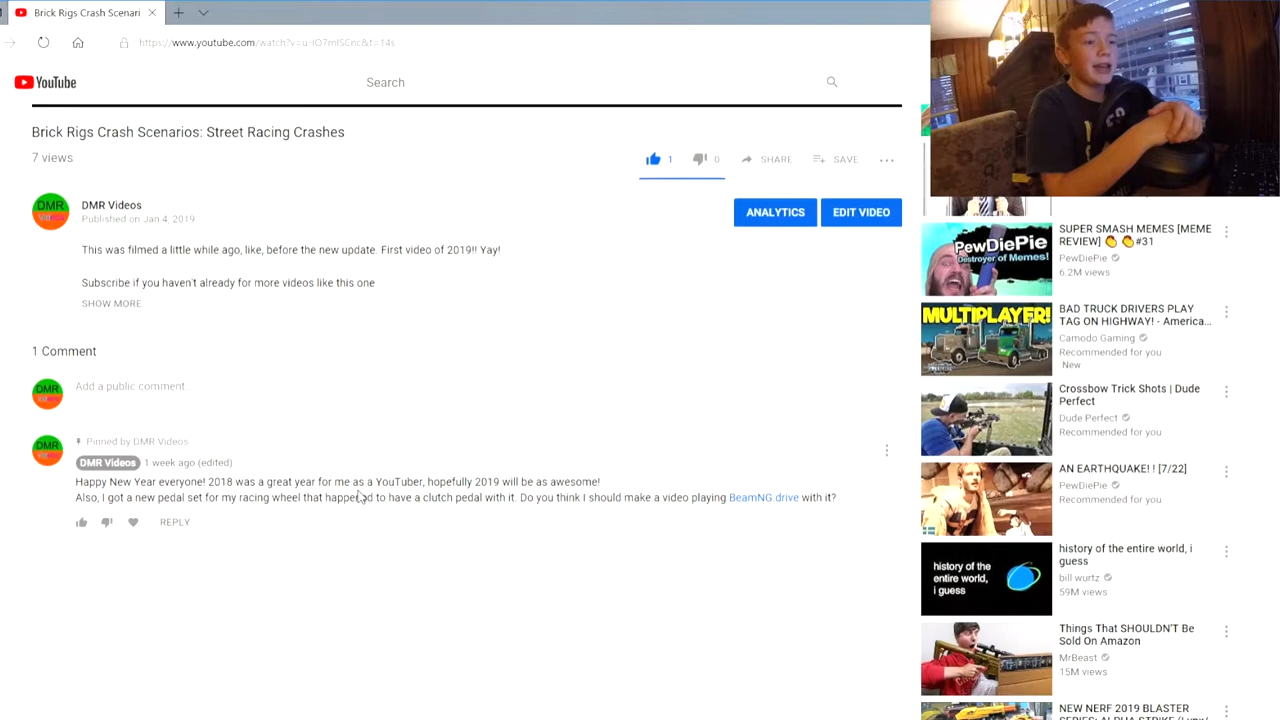 Brick Rigs Crash Scenari
https://www.youtube.com/watch?v=u-IO7mISCnc&t=14s
YouTube
Search
Brick Rigs Crash Scenarios: Street Racing Crashes
7 views
1
0
SHARE
SAVE
DMR
Videos
DMR Videos
Published on Jan 4, 2019
ANALYTICS
EDIT VIDEO
This was filmed a little while ago, like, before the new update. First video of 2019!! Yay!
Subscribe if you haven't already for more videos like this one
SHOW MORE
1 Comment
DMR
Add a public comment...
DMR
Pinned by DMR Videos
DMR Videos 1 week ago (edited)
Happy New Year everyone! 2018 was a great year for me as a YouTuber, hopefully 2019 will be as awesome!
Also, I got a new pedal set for my racing wheel that happened to have a clutch pedal with it. Do you think I should make a video playing BeamNG drive with it?
REPLY
PewDiePie
Destroyer of Memes!
SUPER SMASH MEMES [MEME
REVIEW] 👏 👏#31
PewDiePie
6.2M views
MULTIPLAYER!
BAD TRUCK DRIVERS PLAY
TAG ON HIGHWAY! - America...
Camodo Gaming
Recommended for you
New
Crossbow Trick Shots | Dude
Perfect
Dude Perfect
Recommended for you
AN EARTHQUAKE! ! [7/22]
PewDiePie
Recommended for you
history of the
entire world,
i guess
history of the entire world, i
guess
bill wurtz
59M views
Things That SHOULDN'T Be
Sold On Amazon
MrBeast
15M views
NEW NERF 2019 BLASTER